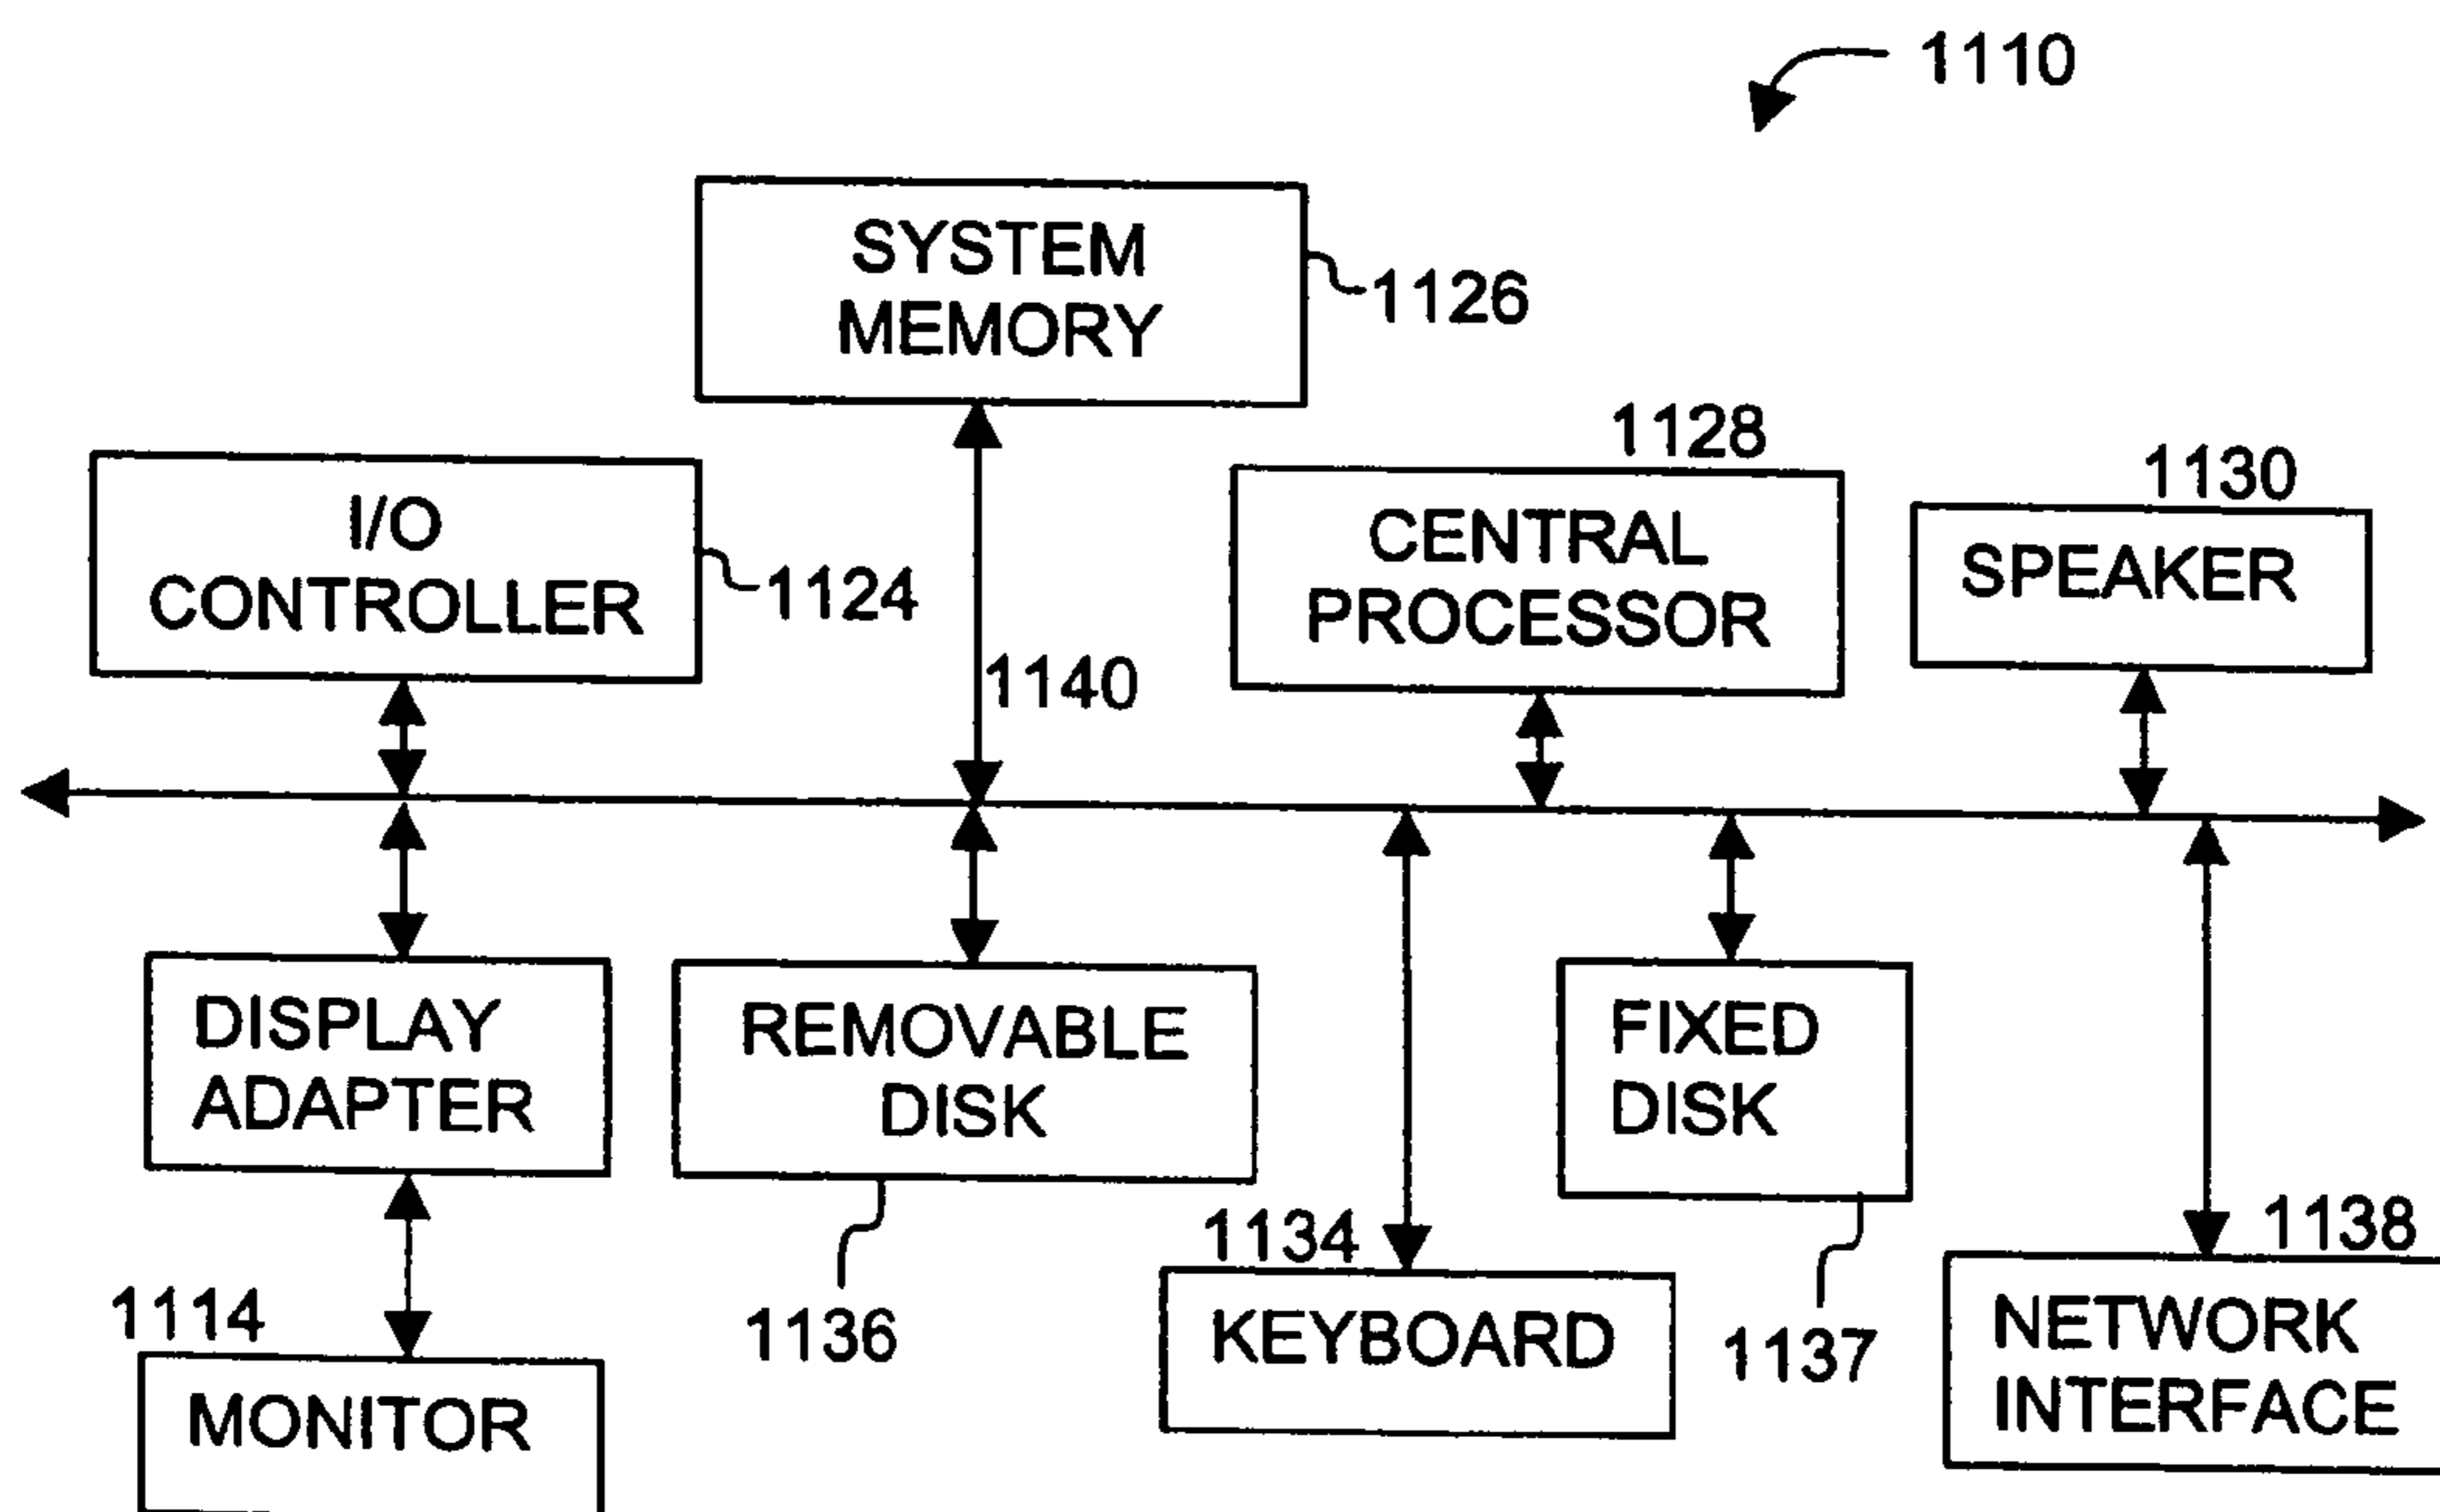 1110
SYSTEM
MEMORY
1126
1128
1130
I/O
CONTROLLER
1124
CENTRAL
PROCESSOR
SPEAKER
1140
DISPLAY
ADAPTER
REMOVABLE
DISK
FIXED
DISK
1136
1134
KEYBOARD
1137
1138
NETWORK
INTERFACE
1114
MONITOR